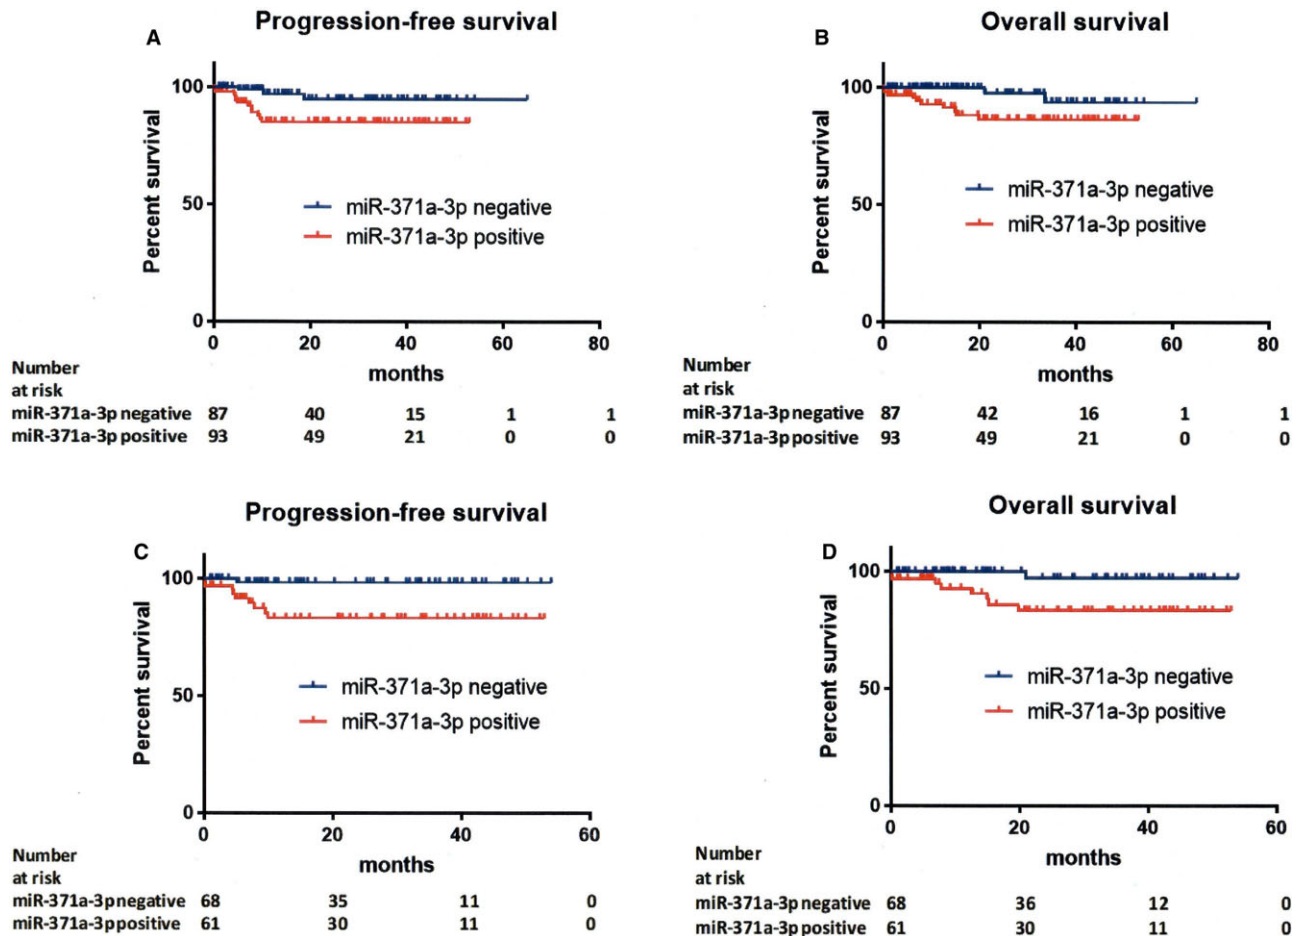 Progression-free survival
A
100
50
0
Percent survival
miR-371a-3p negative
miR-371a-3p positive
0 20 40 60 80
months
Number
at risk
miR-371a-3p negative 87 40 15 1 1
miR-371a-3p positive 93 49 21 0 0
Overall survival
B
100
50
0
Percent survival
miR-371a-3p negative
miR-371a-3p positive
0 20 40 60 80
months
Number
at risk
miR-371a-3p negative 87 42 16 1 1
miR-371a-3p positive 93 49 21 0 0
Progression-free survival
C
100
50
0
Percent survival
miR-371a-3p negative
miR-371a-3p positive
0 20 40 60
months
Number
at risk
miR-371a-3p negative 68 35 11 0
miR-371a-3p positive 61 30 11 0
Overall survival
D
100
50
0
Percent survival
miR-371a-3p negative
miR-371a-3p positive
0 20 40 60
months
Number
at risk
miR-371a-3p negative 68 36 12 0
miR-371a-3p positive 61 30 11 0